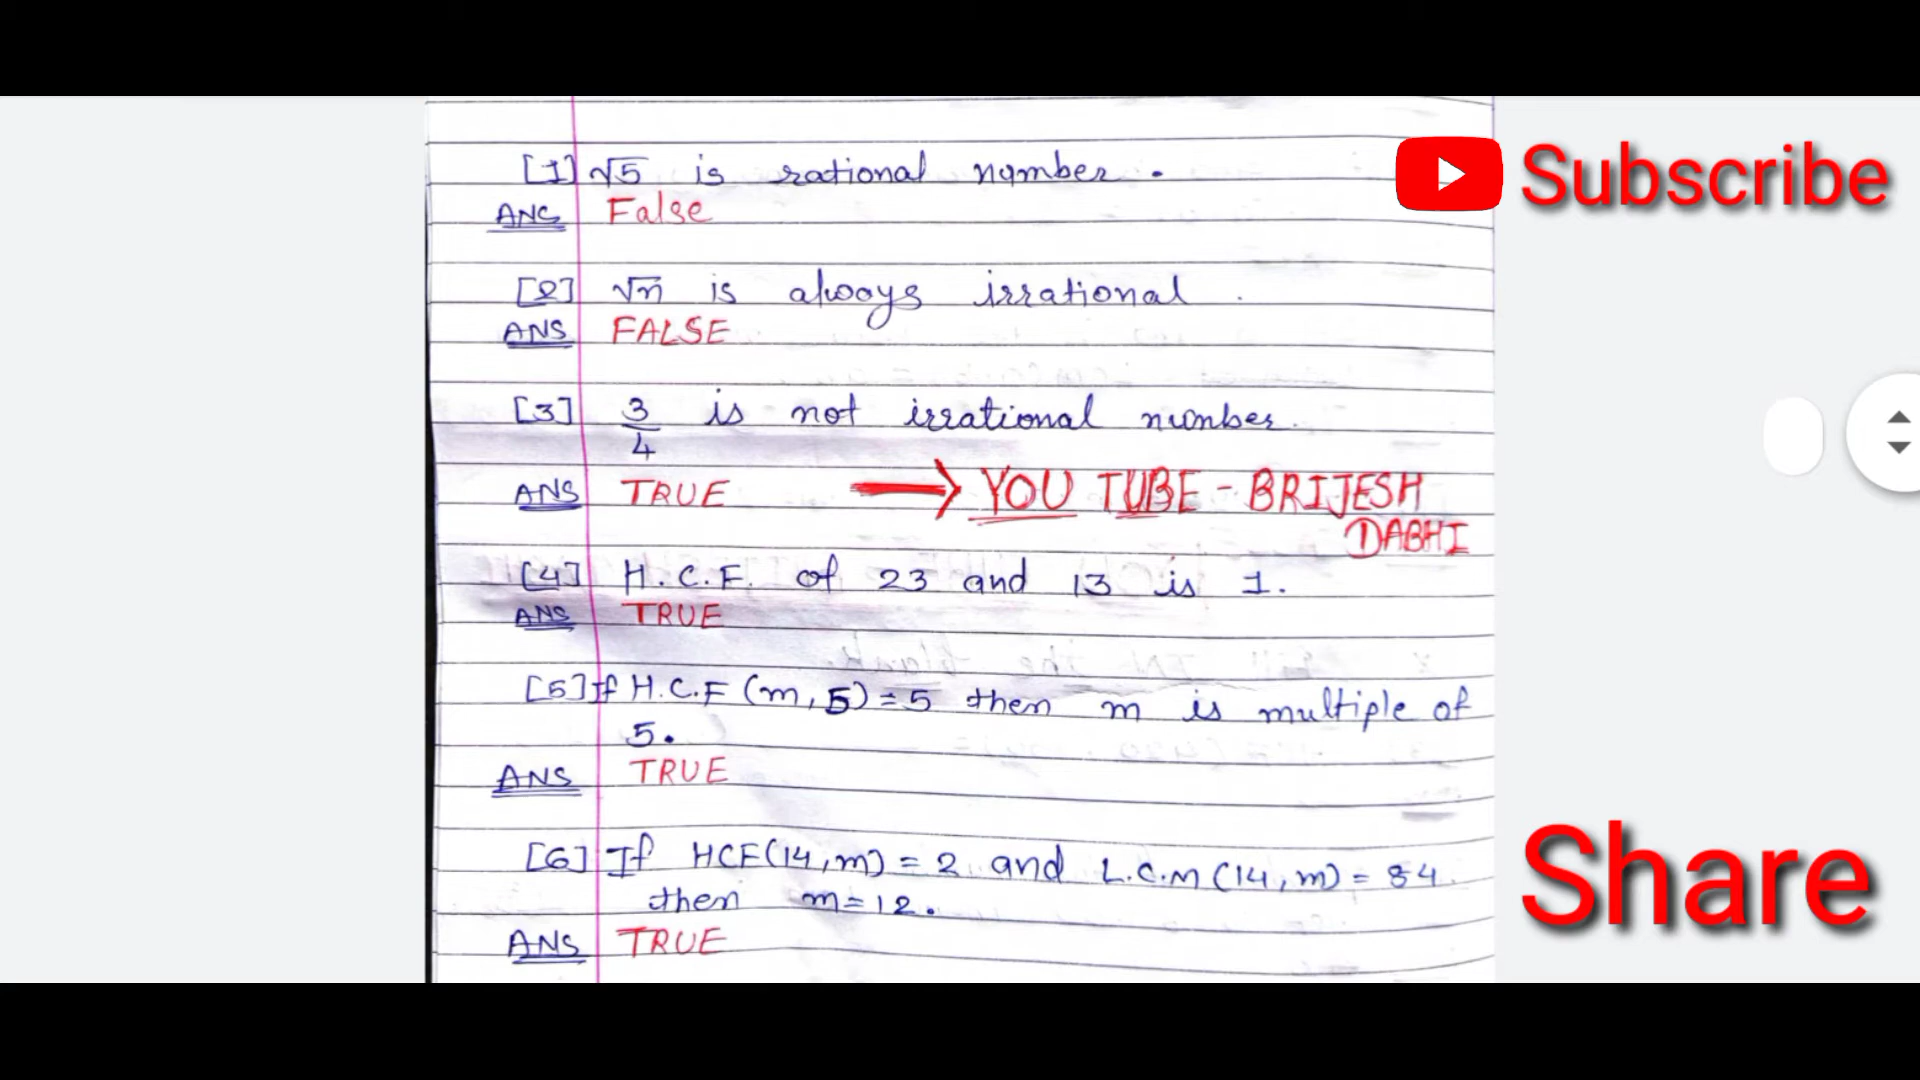 [1] √5 is rational number.
ANS False
[2] √n is always irrational.
ANS FALSE
[3] 3/4 is not irrational number.
ANS TRUE → YOU TUBE - BRIJESH
DABHI
[4] H.C.F. of 23 and 13 is 1.
ANS TRUE
[5] If H.C.F (m, 5) = 5 then m is multiple of
5.
ANS TRUE
[6] If HCF(14, m) = 2 and L.C.M (14, m) = 84
then m=12.
ANS TRUE
Subscribe
Share